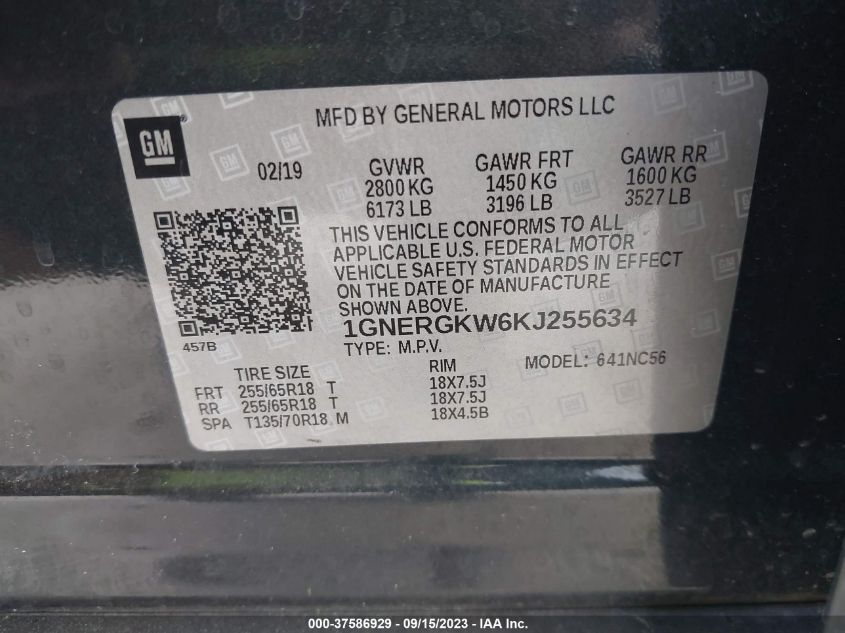 MFD BY GENERAL MOTORS LLC
GM
02/19
GVWR GAWR FRT GAWR RR
2800 KG 1450 KG 1600 KG
6173 LB 3196 LB 3527 LB
THIS VEHICLE CONFORMS TO ALL
APPLICABLE U.S. FEDERAL MOTOR
VEHICLE SAFETY STANDARDS IN EFFECT
ON THE DATE OF MANUFACTURE
SHOWN ABOVE.
1GNERGKW6KJ255634
457B
TYPE: M.P.V. MODEL: 641NC56
TIRE SIZE RIM
FRT 255/65R18 T 18X7.5J
RR 255/65R18 T 18X7.5J
SPA T135/70R18 M 18X4.5B
000-37586929 - 09/15/2023 - IAA Inc.